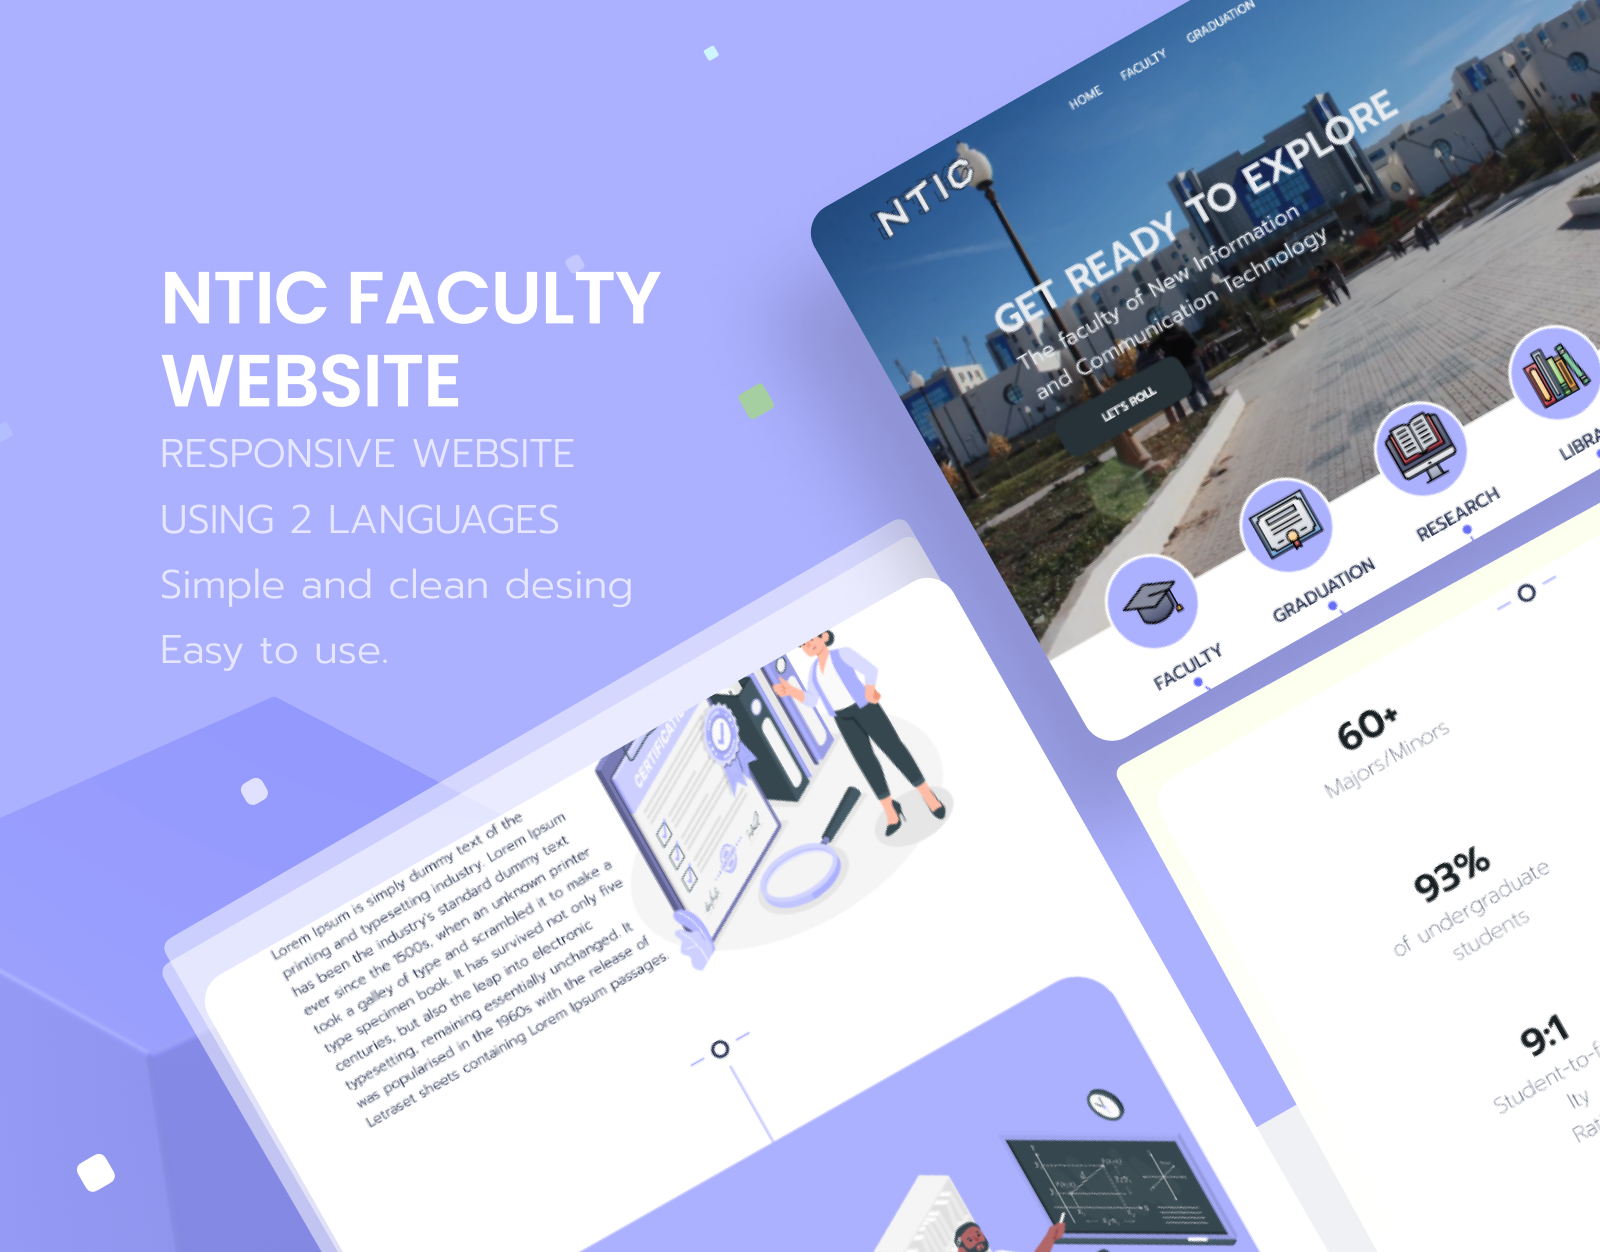 NTIC FACULTY
WEBSITE
RESPONSIVE WEBSITE
USING 2 LANGUAGES
Simple and clean desing
Easy to use.
HOME
FACULTY
GRADUATION
NTIC
GET READY TO EXPLORE
The faculty of New Information
and Communication Technology
LET'S ROLL
FACULTY
GRADUATION
RESEARCH
LIBRA
60+
Majors/Minors
93%
of undergraduate
students
9:1
Student-to-f
lty
Rat
CERTIFICATI
Lorem Ipsum is simply dummy text of the
printing and typesetting industry. Lorem Ipsum
has been the industry's standard dummy text
ever since the 1500s, when an unknown printer
took a galley of type and scrambled it to make a
type specimen book. It has survived not only five
centuries, but also the leap into electronic
typesetting, remaining essentially unchanged. It
was popularised in the 1960s with the release of
Letraset sheets containing Lorem Ipsum passages.